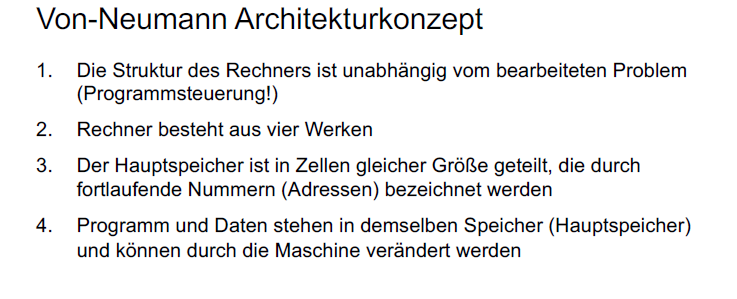 Von-Neumann Architekturkonzept
1. Die Struktur des Rechners ist unabhängig vom bearbeiteten Problem
(Programmsteuerung!)
2. Rechner besteht aus vier Werken
3. Der Hauptspeicher ist in Zellen gleicher Größe geteilt, die durch
fortlaufende Nummern (Adressen) bezeichnet werden
4. Programm und Daten stehen in demselben Speicher (Hauptspeicher)
und können durch die Maschine verändert werden